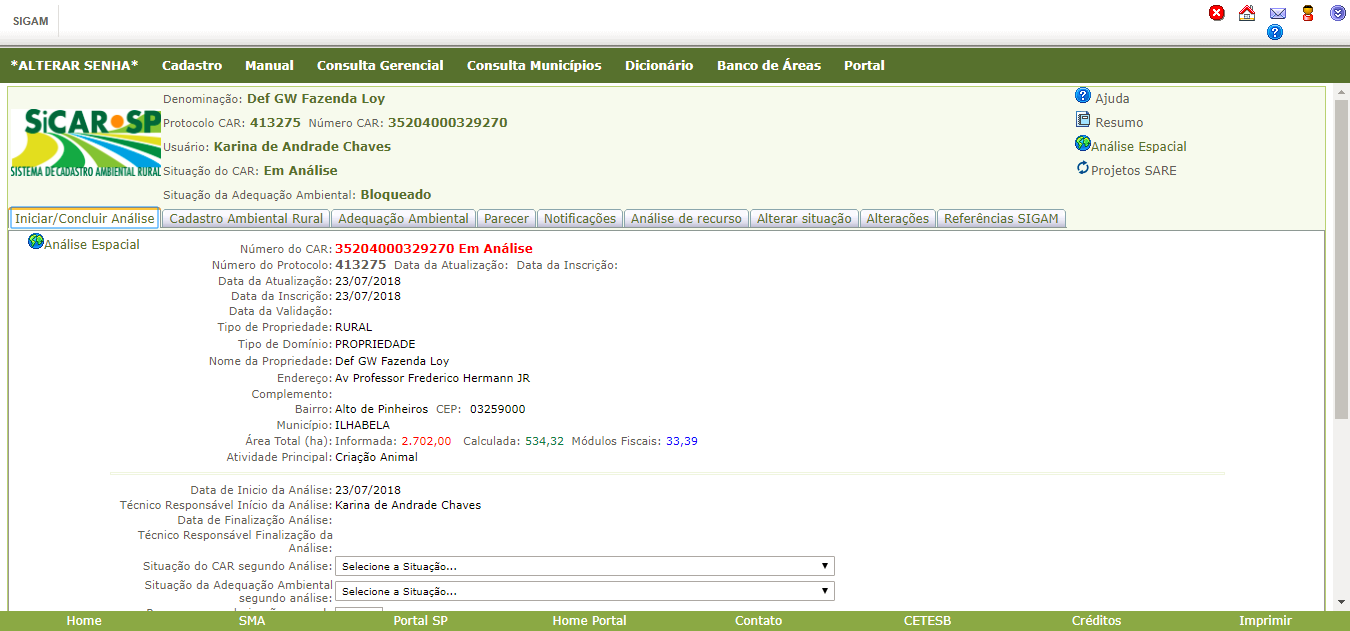 SIGAM
*ALTERAR SENHA* Cadastro Manual Consulta Gerencial Consulta Municípios Dicionário Banco de Áreas Portal
SiCAR SP
SISTEMA DE CADASTRO AMBIENTAL RURAL
Denominação: Def GW Fazenda Loy
Protocolo CAR: 413275 Número CAR: 35204000329270
Usuário: Karina de Andrade Chaves
Situação do CAR: Em Análise
Situação da Adequação Ambiental: Bloqueado
Ajuda
Resumo
Análise Espacial
Projetos SARE
Iniciar/Concluir Análise Cadastro Ambiental Rural Adequação Ambiental Parecer Notificações Análise de recurso Alterar situação Alterações Referências SIGAM
Análise Espacial
Número do CAR: 35204000329270 Em Análise
Número do Protocolo: 413275 Data da Atualização: Data da Inscrição:
Data da Atualização: 23/07/2018
Data da Inscrição: 23/07/2018
Data da Validação:
Tipo de Propriedade: RURAL
Tipo de Domínio: PROPRIEDADE
Nome da Propriedade: Def GW Fazenda Loy
Endereço: Av Professor Frederico Hermann JR
Complemento:
Bairro: Alto de Pinheiros CEP: 03259000
Município: ILHABELA
Área Total (ha): Informada: 2.702,00 Calculada: 534,32 Módulos Fiscais: 33,39
Atividade Principal: Criação Animal
Data de Inicio da Análise: 23/07/2018
Técnico Responsável Início da Análise: Karina de Andrade Chaves
Data de Finalização Análise:
Técnico Responsável Finalização da
Análise:
Situação do CAR segundo Análise: Selecione a Situação...
Situação da Adequação Ambiental
segundo análise: Selecione a Situação...
Home SMA Portal SP Home Portal Contato CETESB Créditos Imprimir